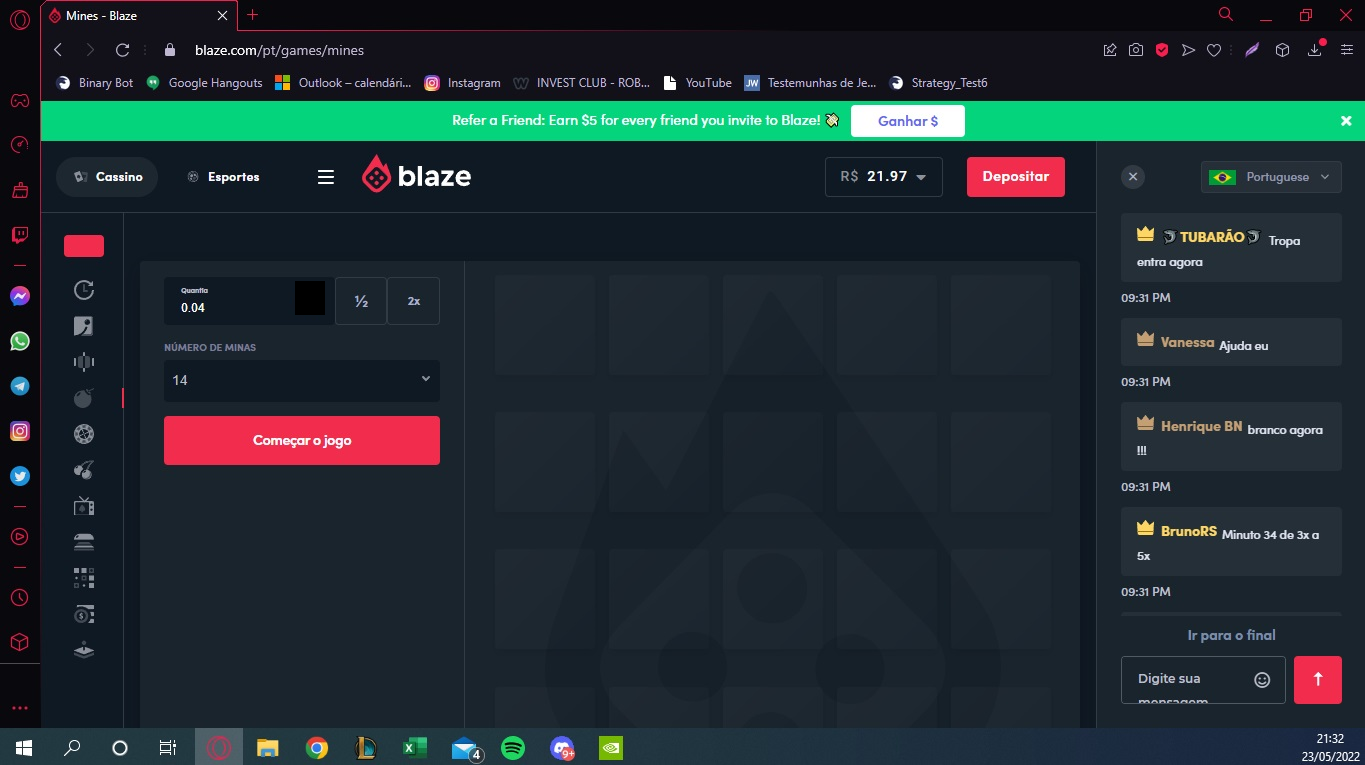 Mines - Blaze
blaze.com/pt/games/mines
Binary Bot
Google Hangouts
Outlook – calendári...
Instagram
INVEST CLUB - ROB...
YouTube
JW
Testemunhas de Je...
Strategy_Test6
Refer a Friend: Earn $5 for every friend you invite to Blaze!
Ganhar $
Cassino
Esportes
blaze
R$ 21.97
Depositar
Portuguese
Quantia
0.04
½
2x
NÚMERO DE MINAS
14
Começar o jogo
TUBARÃO Tropa
entra agora
09:31 PM
Vanessa Ajuda eu
09:31 PM
Henrique BN branco agora
!!!
09:31 PM
BrunoRS Minuto 34 de 3x a
5x
09:31 PM
Ir para o final
Digite sua
mensagem
4
9+
21:32
23/05/2022